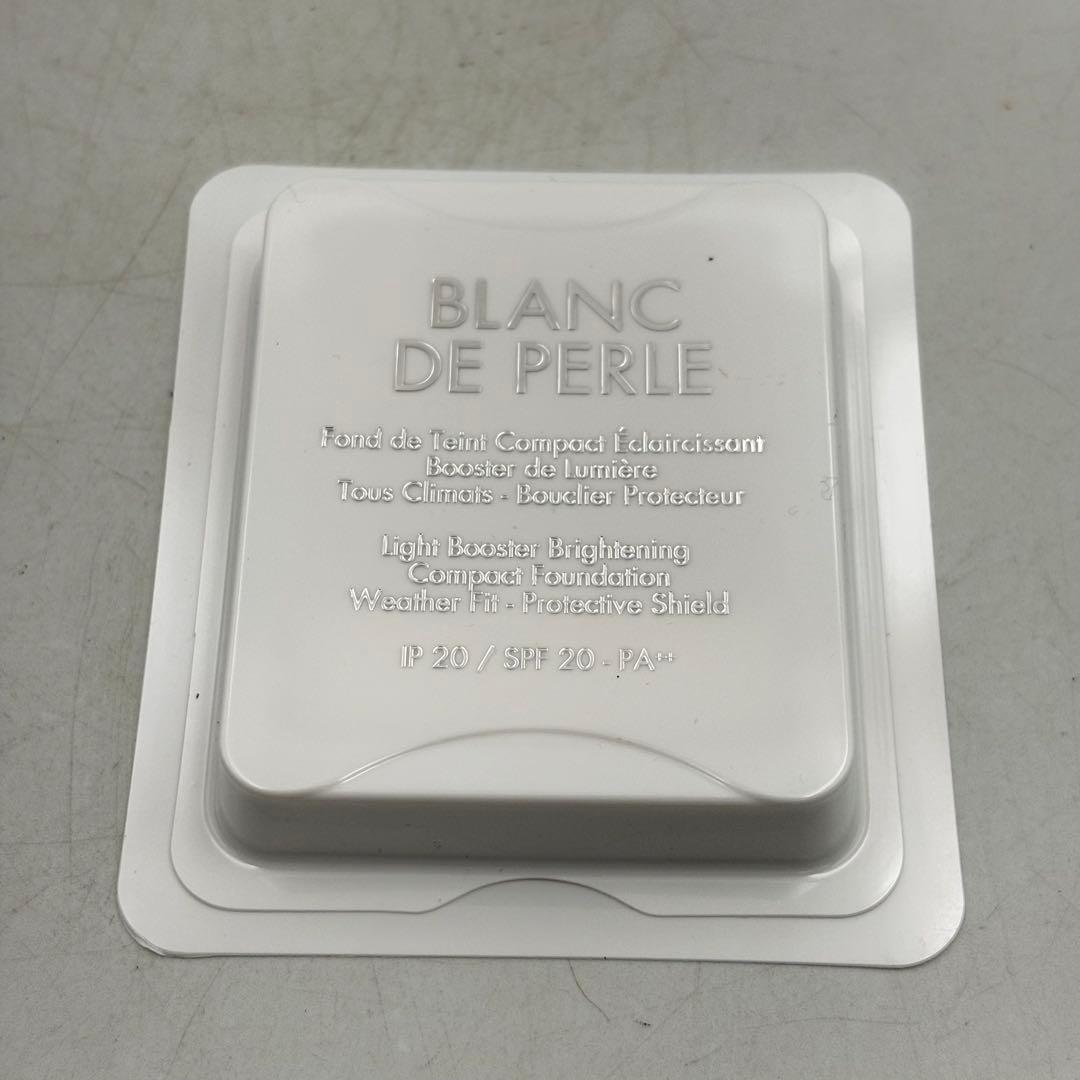 BLANC
DE PERLE
Fond de Teint Compact Éclaircissant
Booster de Lumière
Tous Climats - Bouclier Protecteur
Light Booster Brightening
Compact Foundation
Weather Fit - Protective Shield
IP 20 / SPF 20 - PA++